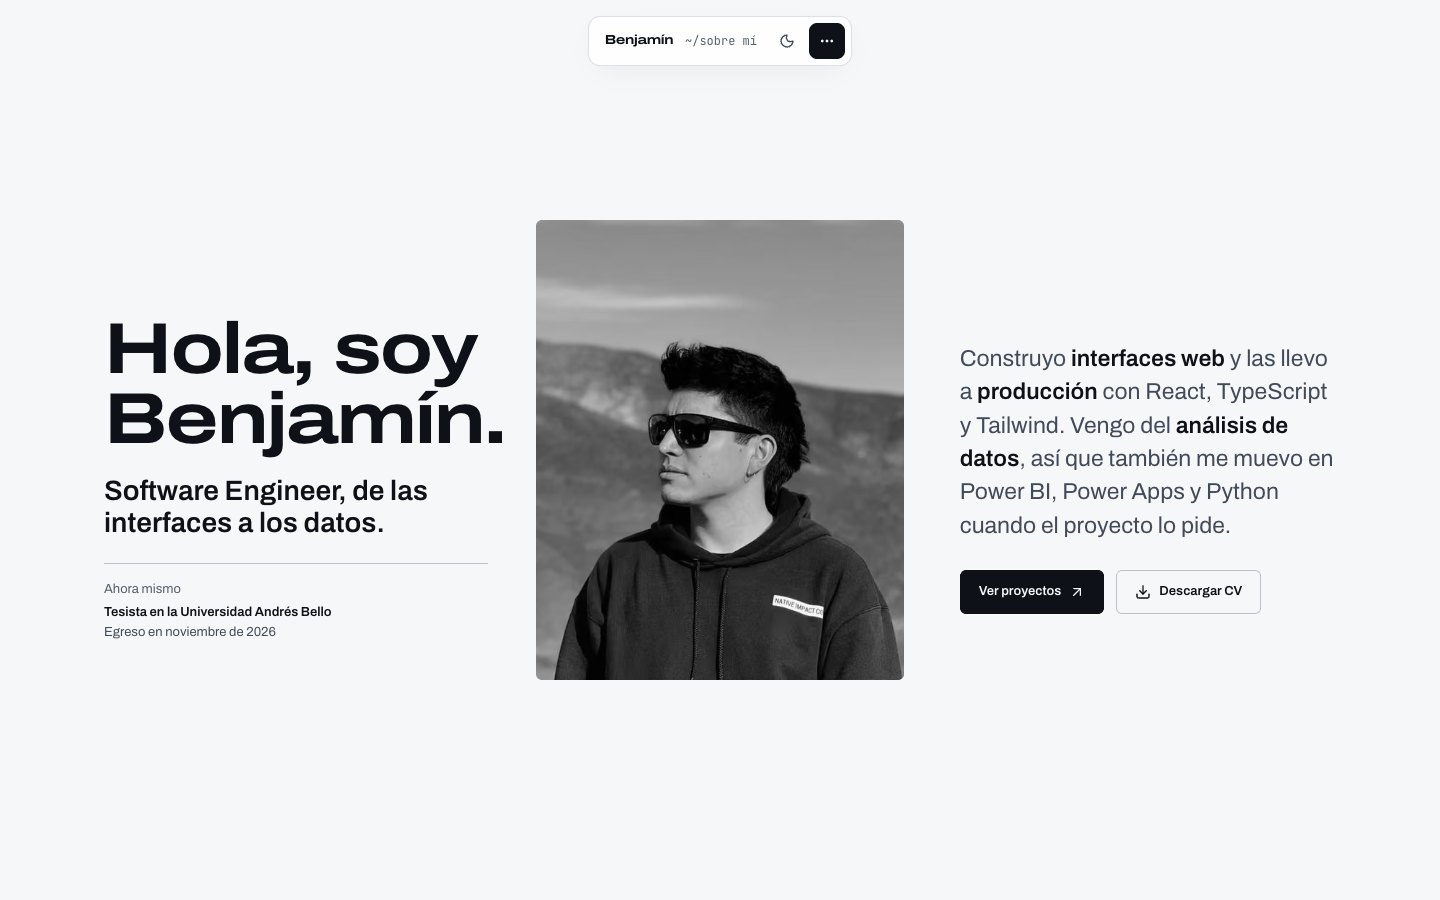 Benjamín ~/sobre mí
Hola, soy
Benjamín.
Software Engineer, de las
interfaces a los datos.
Ahora mismo
Tesista en la Universidad Andrés Bello
Egreso en noviembre de 2026
NATIVE IMPACT CO
Construyo interfaces web y las llevo
a producción con React, TypeScript
y Tailwind. Vengo del análisis de
datos, así que también me muevo en
Power BI, Power Apps y Python
cuando el proyecto lo pide.
Ver proyectos
Descargar CV